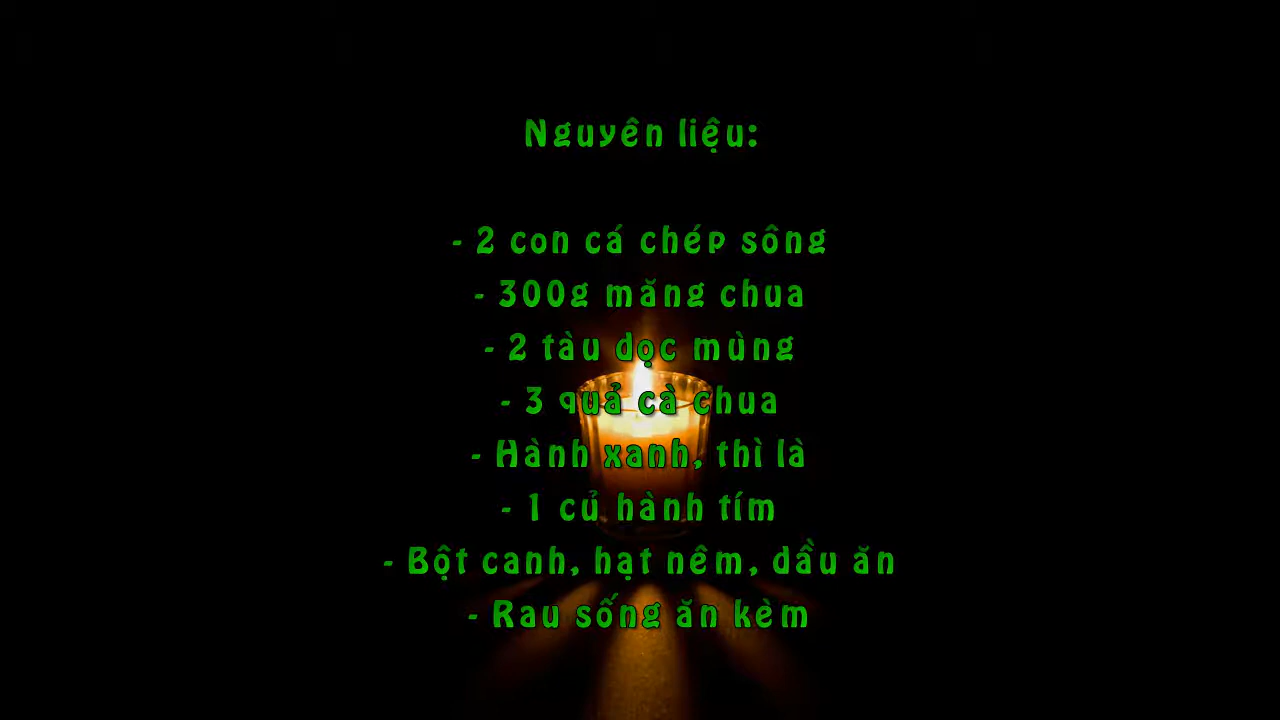 Nguyên liệu:
- 2 con cá chép sông
- 300g măng chua
- 2 tàu dọc mùng
- 3 quả cà chua
- Hành xanh, thì là
- 1 củ hành tím
- Bột canh, hạt nêm, dầu ăn
- Rau sống ăn kèm